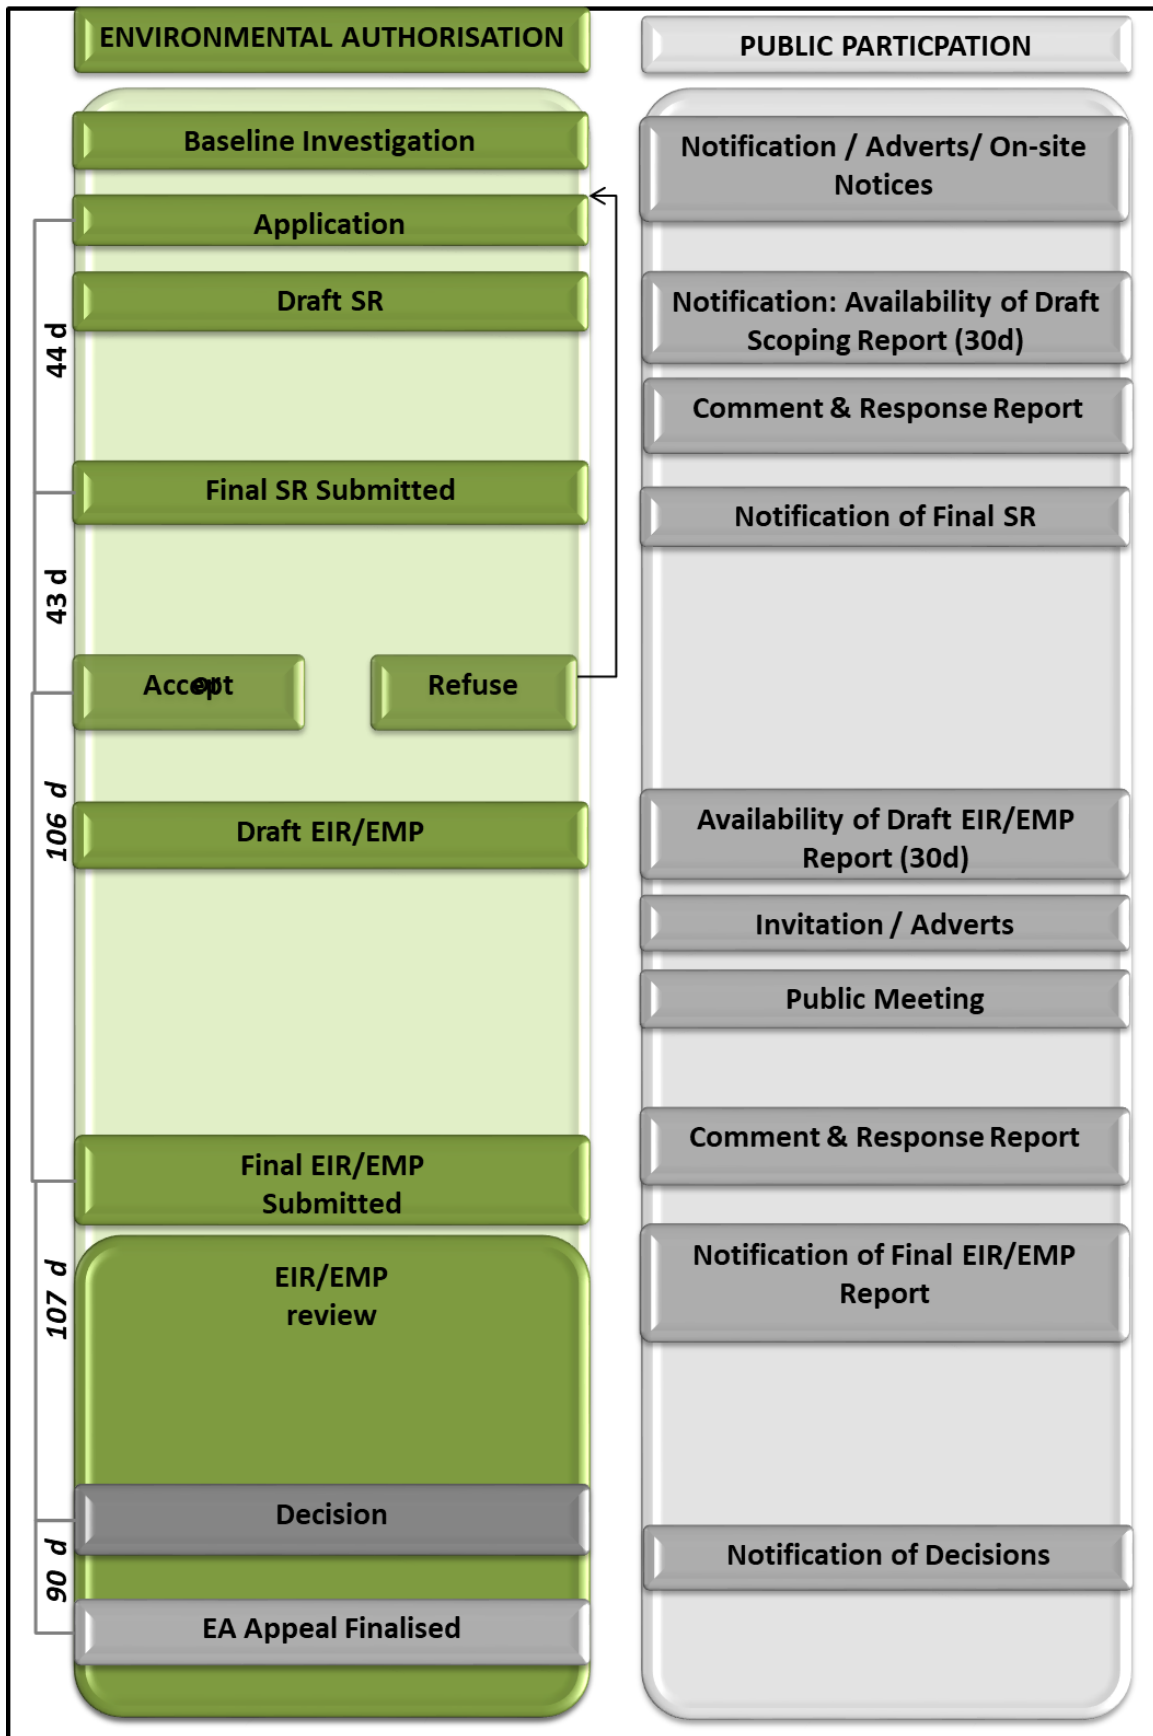 ENVIRONMENTAL AUTHORISATION
Baseline Investigation
Application
Draft SR
44 d
Final SR Submitted
43 d
Accept
or
Refuse
106 d
Draft EIR/EMP
Final EIR/EMP
Submitted
107 d
EIR/EMP
review
Decision
90 d
EA Appeal Finalised
PUBLIC PARTICPATION
Notification / Adverts/ On-site
Notices
Notification: Availability of Draft
Scoping Report (30d)
Comment & Response Report
Notification of Final SR
Availability of Draft EIR/EMP
Report (30d)
Invitation / Adverts
Public Meeting
Comment & Response Report
Notification of Final EIR/EMP
Report
Notification of Decisions